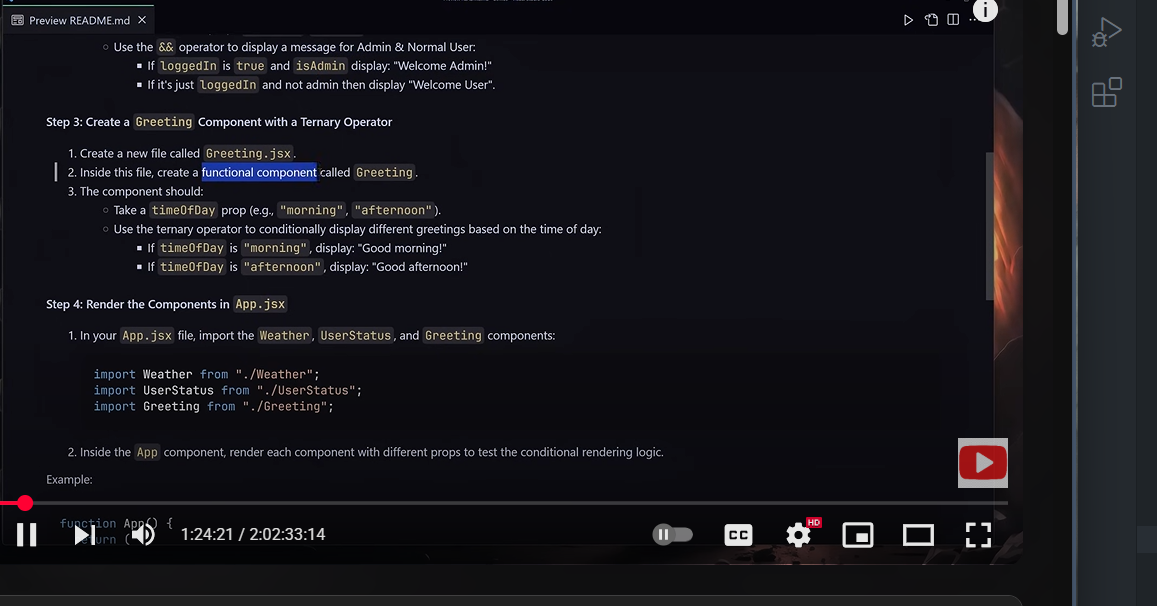 Preview README.md
Use the && operator to display a message for Admin & Normal User:
If loggedIn is true and isAdmin display: "Welcome Admin!"
If it's just loggedIn and not admin then display "Welcome User".
Step 3: Create a Greeting Component with a Ternary Operator
1. Create a new file called Greeting.jsx.
2. Inside this file, create a functional component called Greeting.
3. The component should:
Take a timeOfDay prop (e.g., "morning", "afternoon").
Use the ternary operator to conditionally display different greetings based on the time of day:
If timeOfDay is "morning", display: "Good morning!"
If timeOfDay is "afternoon", display: "Good afternoon!"
Step 4: Render the Components in App.jsx
1. In your App.jsx file, import the Weather, UserStatus, and Greeting components:
import Weather from "./Weather";
import UserStatus from "./UserStatus";
import Greeting from "./Greeting";
2. Inside the App component, render each component with different props to test the conditional rendering logic.
Example:
function App() {
1:24:21 / 2:02:33:14
CC
HD